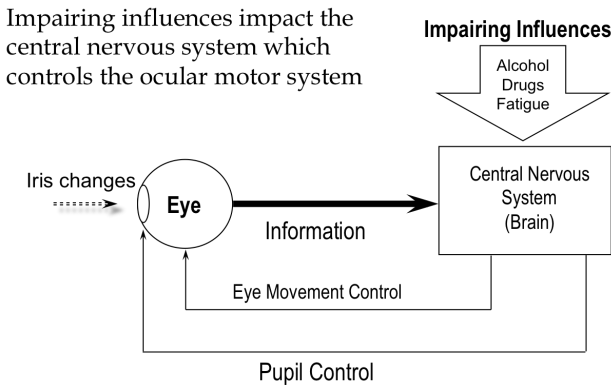 Impairing influences impact the
central nervous system which
controls the ocular motor system
Impairing Influences
Alcohol
Drugs
Fatigue
Iris changes
Eye
Information
Central Nervous
System
(Brain)
Eye Movement Control
Pupil Control